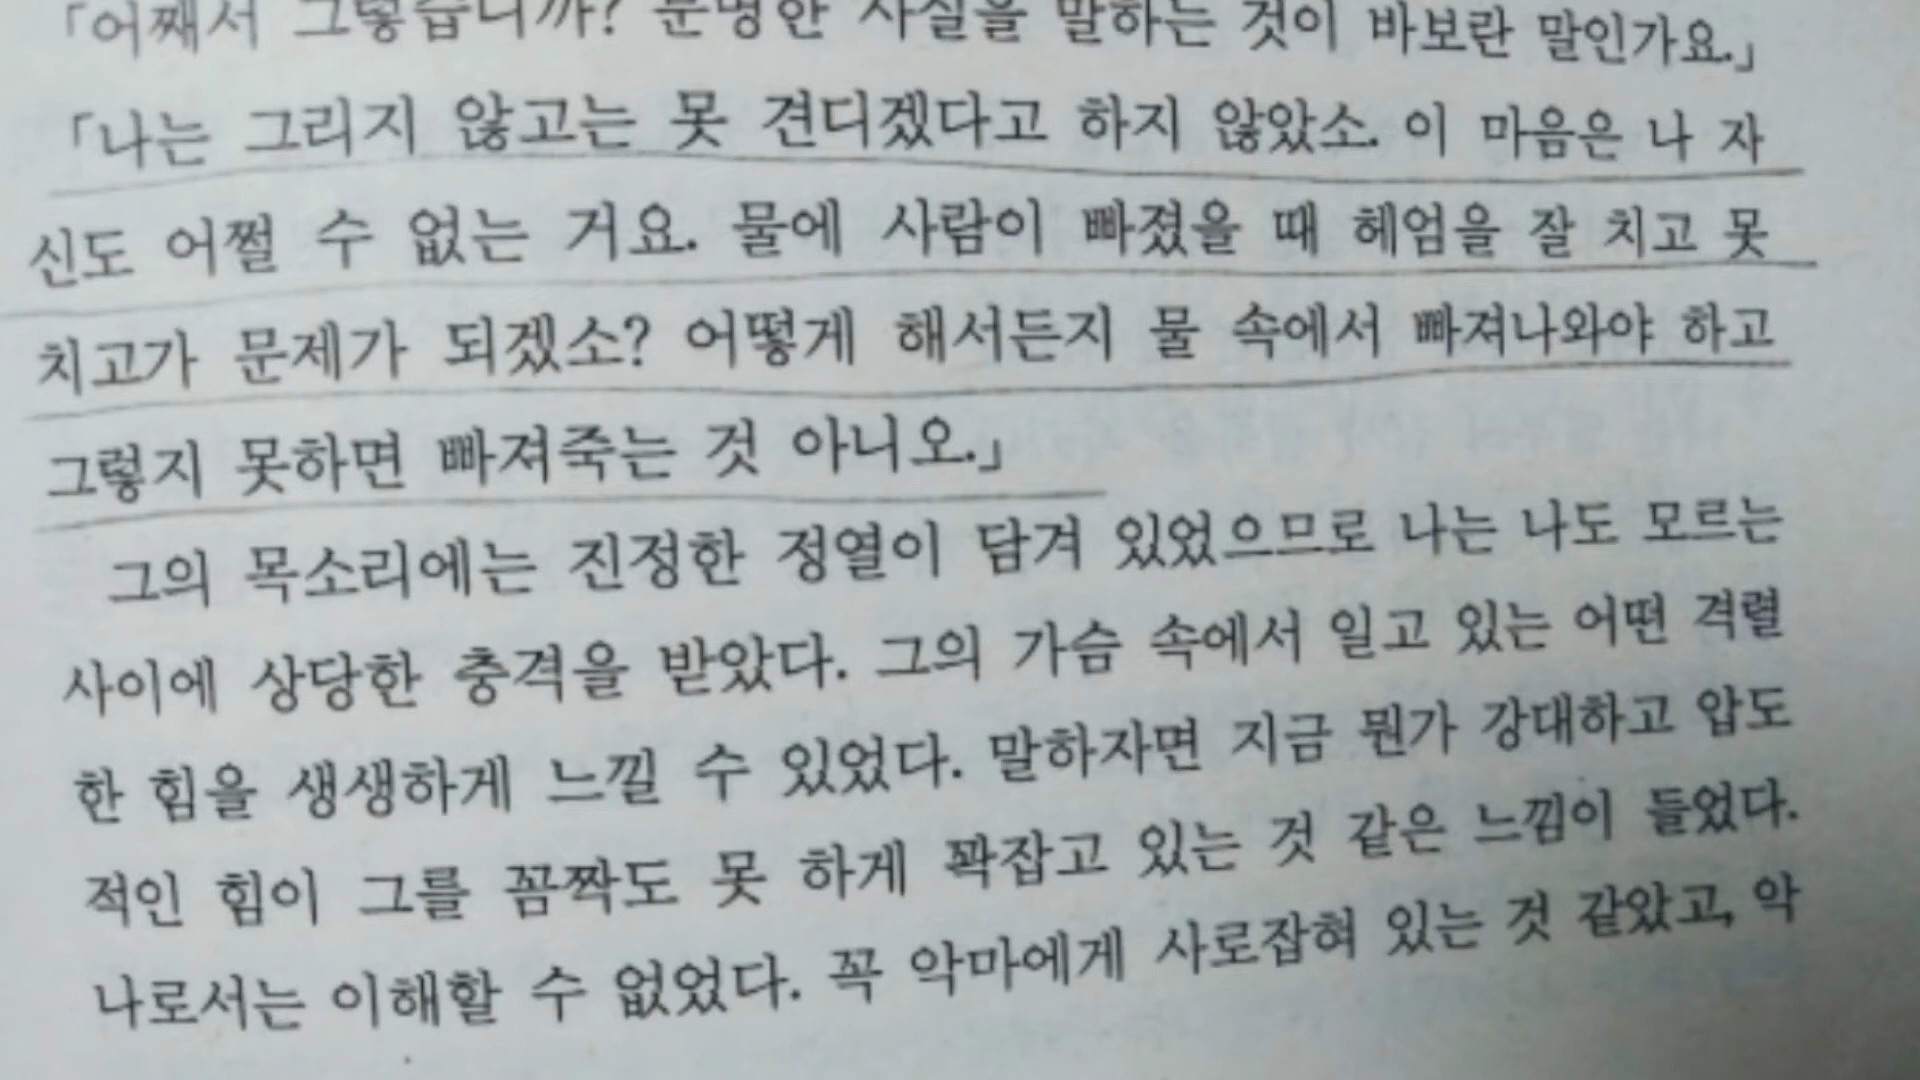 「어째서 그렇습니까? 분명한 사실을 말하는 것이 바보란 말인가요.」
「나는 그리지 않고는 못 견디겠다고 하지 않았소. 이 마음은 나 자
신도 어쩔 수 없는 거요. 물에 사람이 빠졌을 때 헤엄을 잘 치고 못
치고가 문제가 되겠소? 어떻게 해서든지 물 속에서 빠져나와야 하고
그렇지 못하면 빠져죽는 것 아니오.」
그의 목소리에는 진정한 정열이 담겨 있었으므로 나는 나도 모르는
사이에 상당한 충격을 받았다. 그의 가슴 속에서 일고 있는 어떤 격렬
한 힘을 생생하게 느낄 수 있었다. 말하자면 지금 뭔가 강대하고 압도
적인 힘이 그를 꼼짝도 못 하게 꽉잡고 있는 것 같은 느낌이 들었다.
나로서는 이해할 수 없었다. 꼭 악마에게 사로잡혀 있는 것 같았고, 악